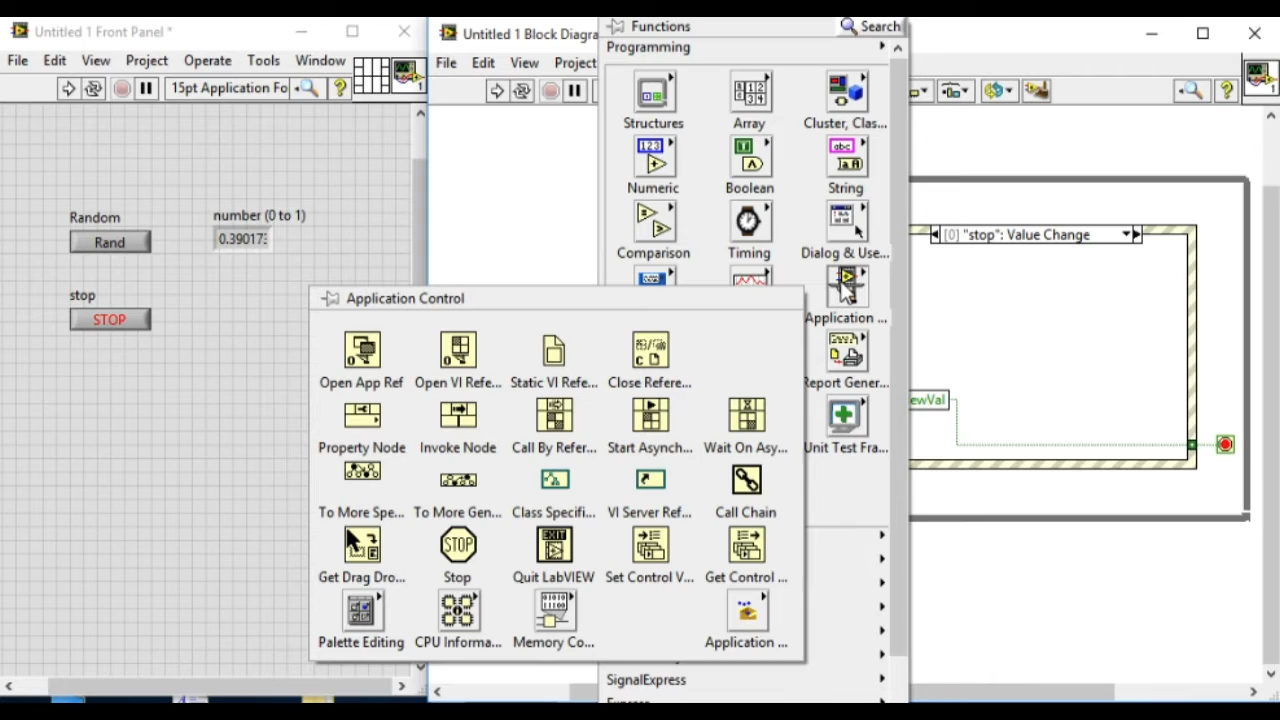 Untitled 1 Front Panel *
File Edit View Project Operate Tools Window
15pt Application Fo
Random
Rand
number (0 to 1)
0.39017
stop
STOP
Untitled 1 Block Diagra
File Edit View Project
Functions
Search
Programming
Structures Array Cluster, Clas...
Numeric Boolean String
Comparison Timing Dialog & Use...
Application ...
Report Gener...
Unit Test Fra...
SignalExpress
Application Control
Open App Ref Open VI Refe... Static VI Refe... Close Refere...
Property Node Invoke Node Call By Refer... Start Asynch... Wait On Asy...
To More Spe... To More Gen... Class Specifi... VI Server Ref... Call Chain
STOP
EXIT
Get Drag Dro... Stop Quit LabVIEW Set Control V... Get Control ...
Palette Editing CPU Informa... Memory Co... Application ...
[0] "stop": Value Change
ewVal